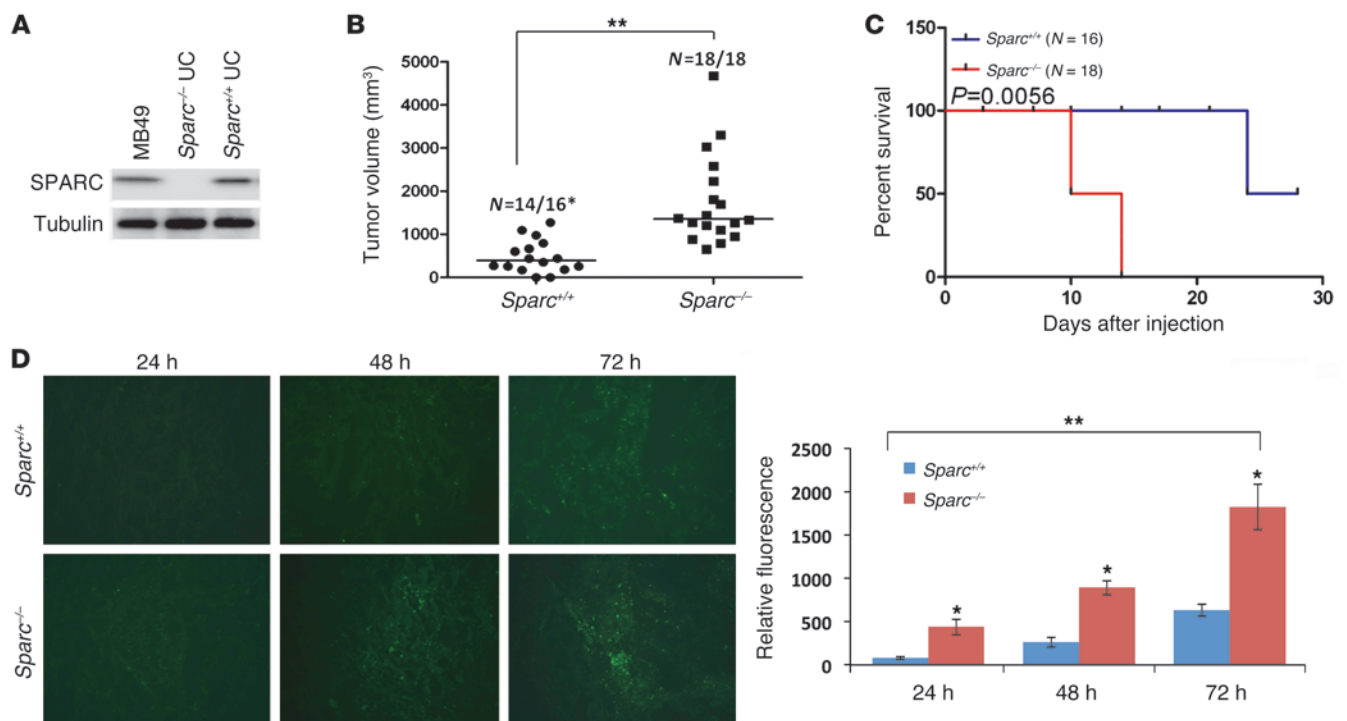 A
MB49
Sparc⁻/⁻ UC
Sparc⁺/⁺ UC
SPARC
Tubulin
B
**
N=18/18
N=14/16*
Tumor volume (mm³)
5000
4000
3000
2000
1000
0
Sparc⁺/⁺
Sparc⁻/⁻
C
Sparc⁺/⁺ (N = 16)
Sparc⁻/⁻ (N = 18)
P=0.0056
Percent survival
150
100
50
0
0 10 20 30
Days after injection
D
24 h 48 h 72 h
Sparc⁺/⁺
Sparc⁻/⁻
**
Sparc⁺/⁺
Sparc⁻/⁻
*
*
*
Relative fluorescence
2500
2000
1500
1000
500
0
24 h 48 h 72 h